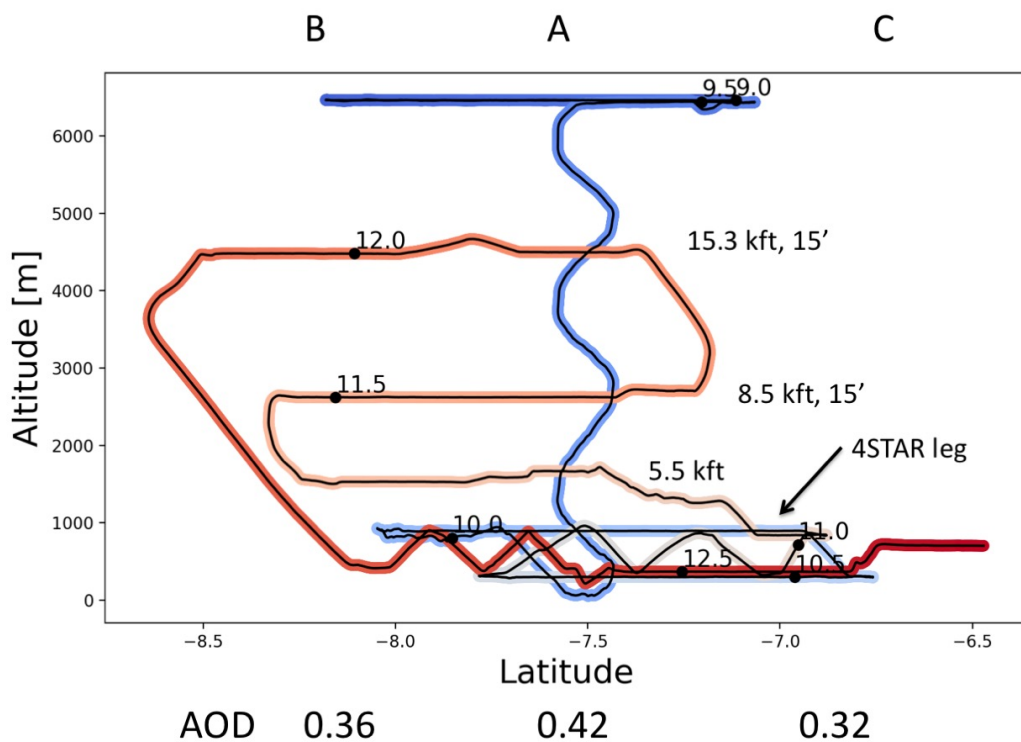 B A C
9.5 9.0
6000
5000
12.0 15.3 kft, 15’
4000
Altitude [m]
3000
11.5 8.5 kft, 15’
2000
5.5 kft 4STAR leg
1000
10.0 11.0
12.5 10.5
0
−8.5 −8.0 −7.5 −7.0 −6.5
Latitude
AOD 0.36 0.42 0.32